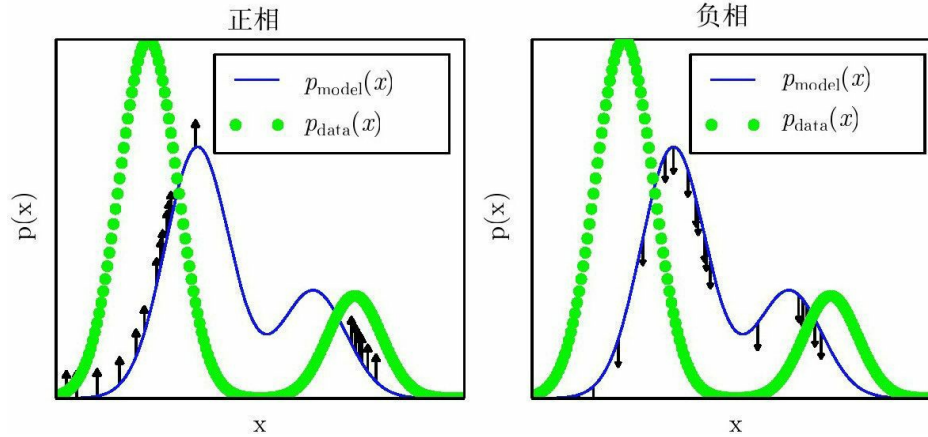 正相
p_model(x)
p_data(x)
p(x)
x
负相
p_model(x)
p_data(x)
p(x)
x